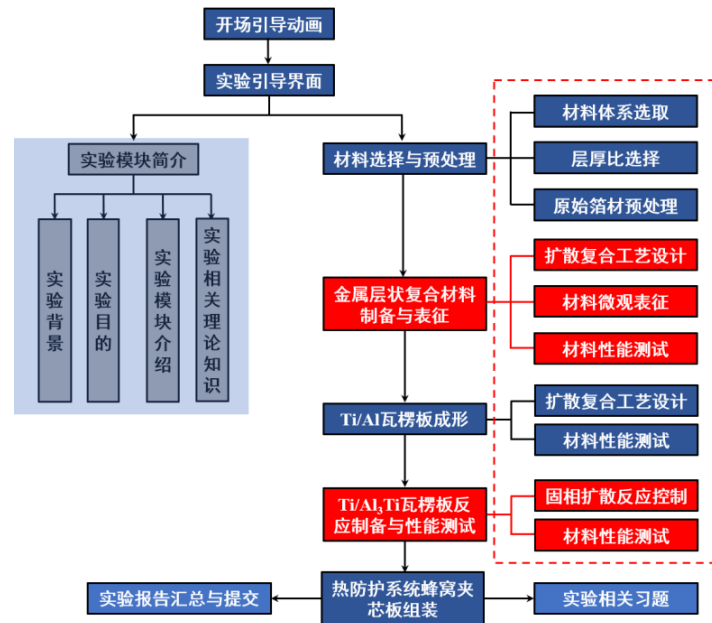 开场引导动画
实验引导界面
实验模块简介
实验背景
实验目的
实验模块介绍
实验相关理论知识
材料选择与预处理
材料体系选取
层厚比选择
原始箔材预处理
金属层状复合材料
制备与表征
扩散复合工艺设计
材料微观表征
材料性能测试
Ti/Al瓦楞板成形
扩散复合工艺设计
材料性能测试
Ti/Al₃Ti瓦楞板反
应制备与性能测试
固相扩散反应控制
材料性能测试
实验报告汇总与提交
热防护系统蜂窝夹
芯板组装
实验相关习题